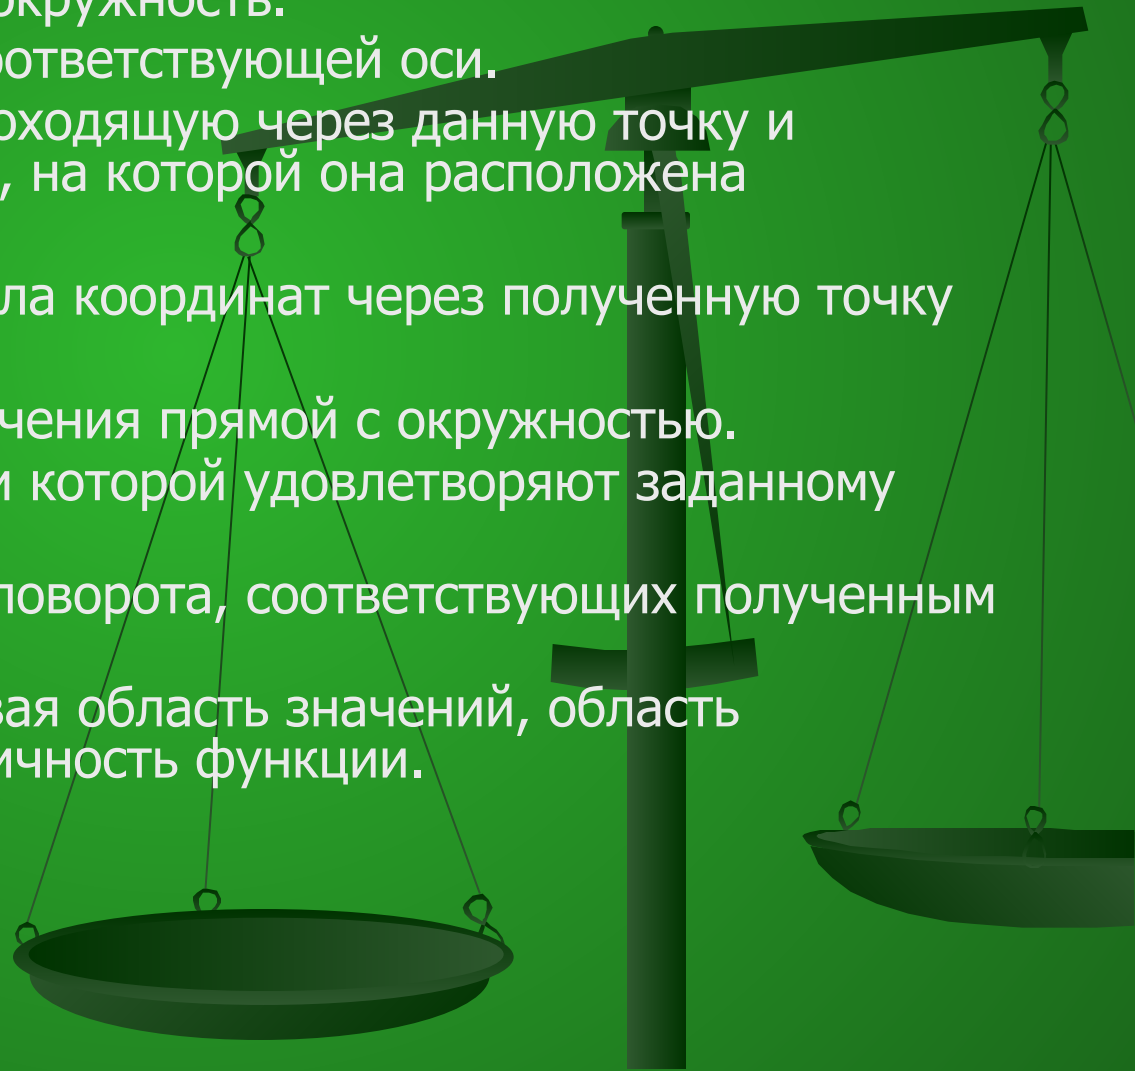 окружность.
оответствующей оси.
оходящую через данную точку и
, на которой она расположена
ла координат через полученную точку
чения прямой с окружностью.
и которой удовлетворяют заданному
поворота, соответствующих полученным
вая область значений, область
ичность функции.